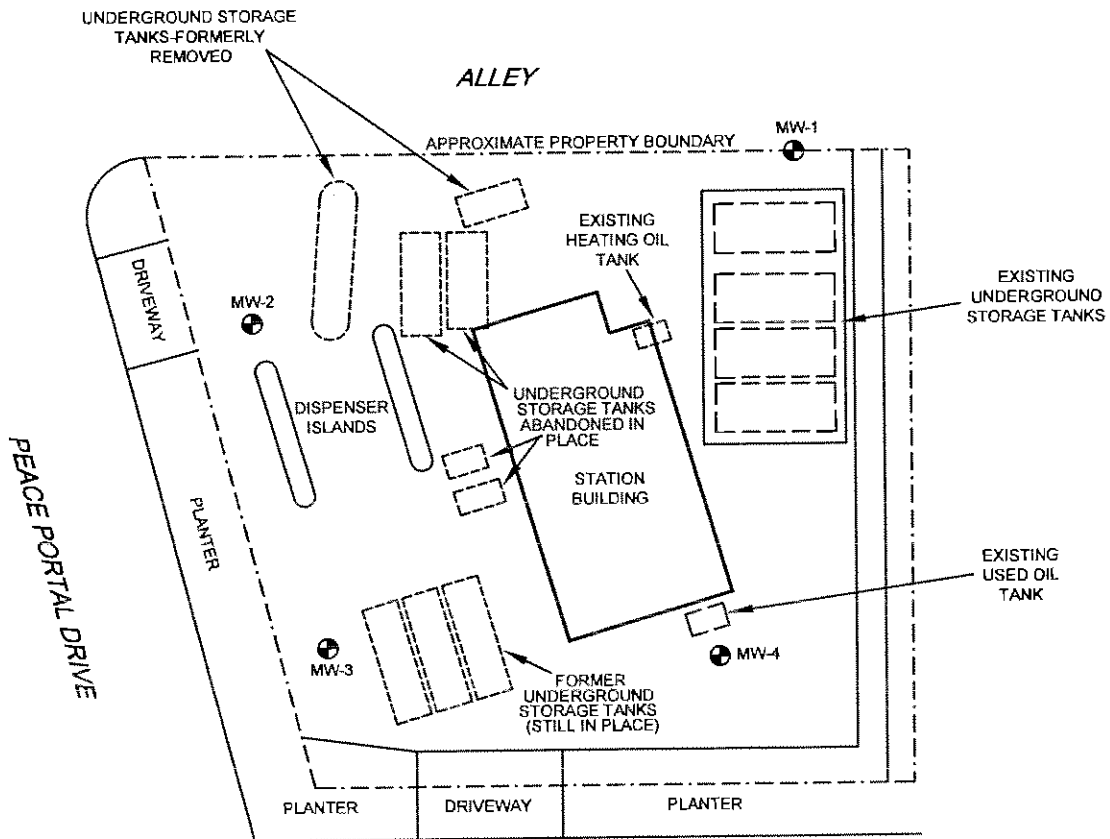 UNDERGROUND STORAGE
TANKS-FORMERLY
REMOVED
ALLEY
MW-1
APPROXIMATE PROPERTY BOUNDARY
EXISTING
HEATING OIL
TANK
DRIVEWAY
MW-2
EXISTING
UNDERGROUND
STORAGE TANKS
DISPENSER
ISLANDS
UNDERGROUND
STORAGE TANKS
ABANDONED IN
PLACE
STATION
BUILDING
PEACE PORTAL DRIVE
PLANTER
EXISTING
USED OIL
TANK
MW-3
MW-4
FORMER
UNDERGROUND
STORAGE TANKS
(STILL IN PLACE)
PLANTER
DRIVEWAY
PLANTER